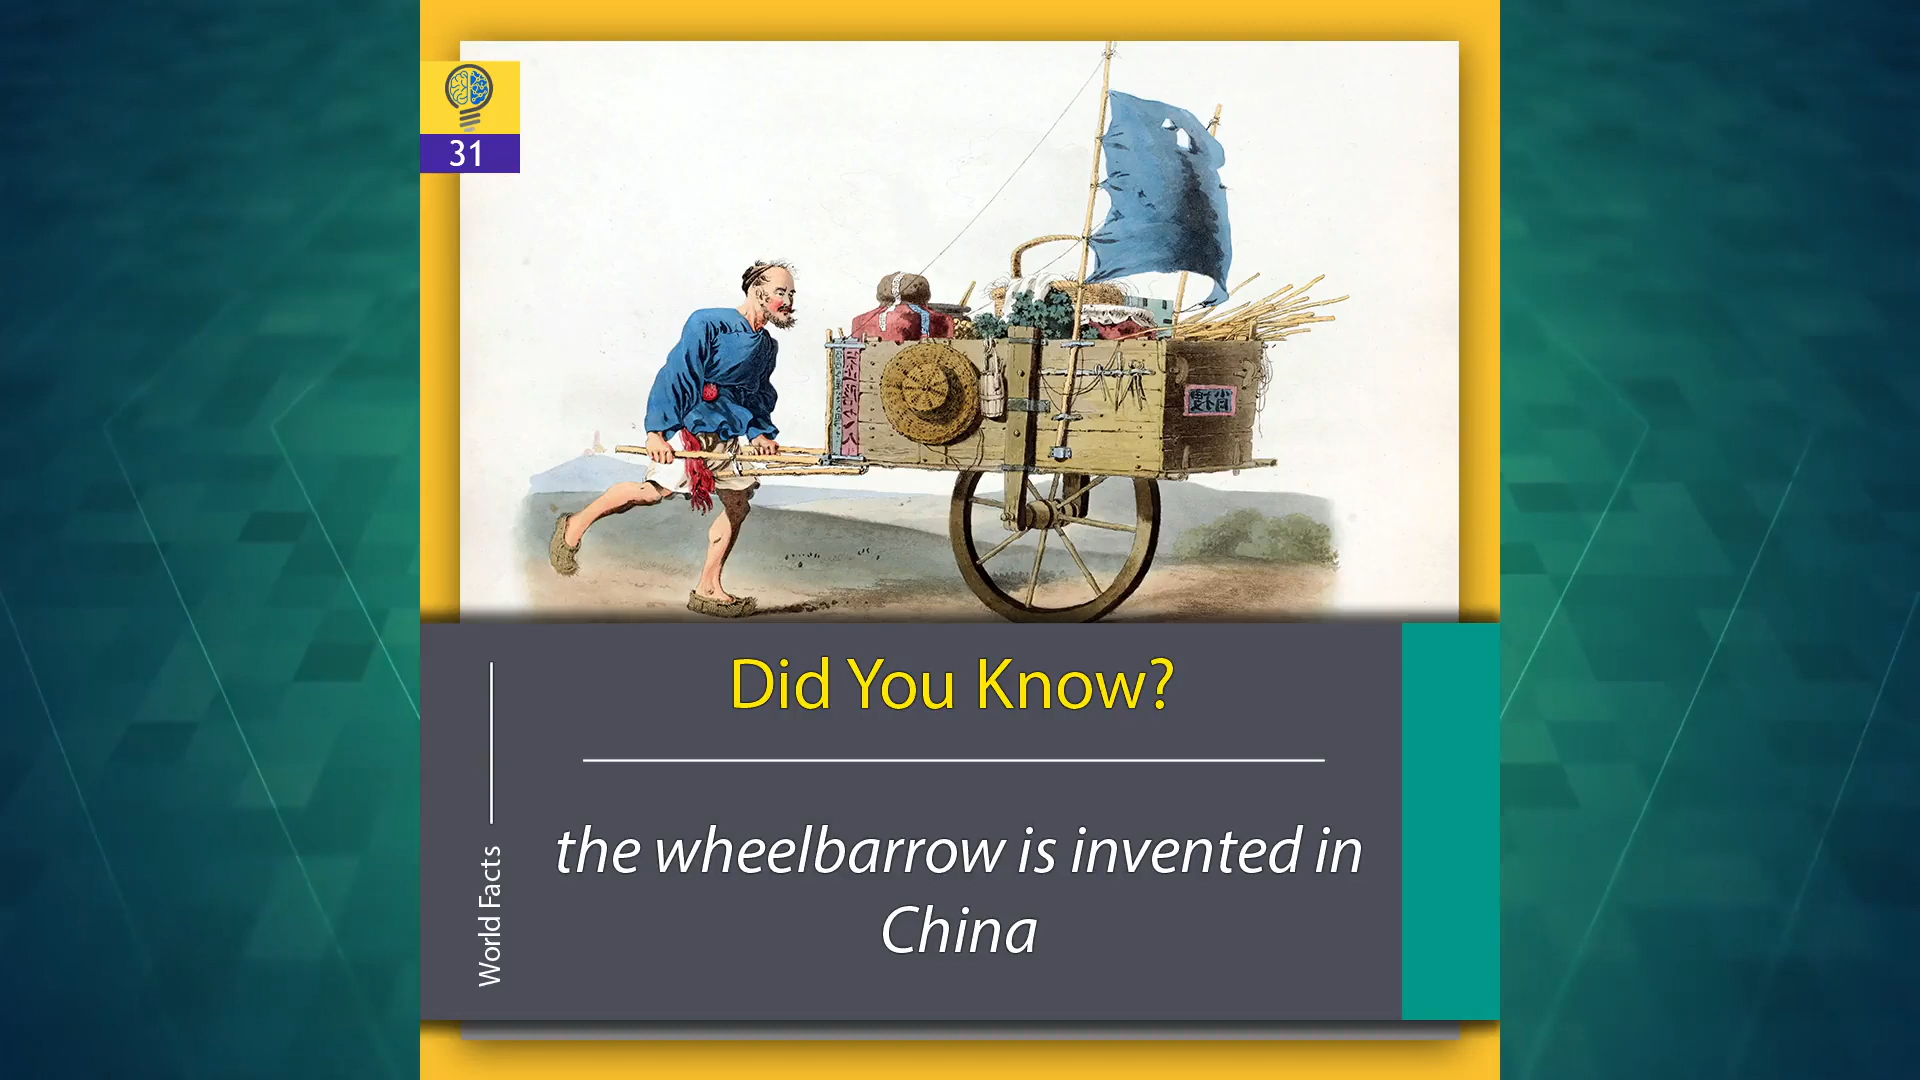 31
Did You Know?
the wheelbarrow is invented in
China
World Facts